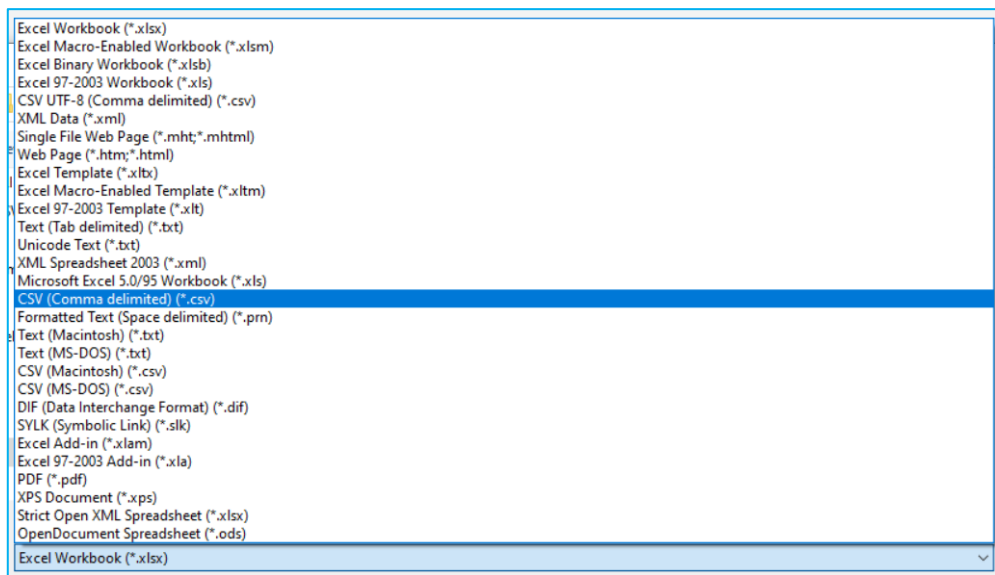 Excel Workbook (*.xlsx)
Excel Macro-Enabled Workbook (*.xlsm)
Excel Binary Workbook (*.xlsb)
Excel 97-2003 Workbook (*.xls)
CSV UTF-8 (Comma delimited) (*.csv)
XML Data (*.xml)
Single File Web Page (*.mht;*.mhtml)
Web Page (*.htm;*.html)
Excel Template (*.xltx)
Excel Macro-Enabled Template (*.xltm)
Excel 97-2003 Template (*.xlt)
Text (Tab delimited) (*.txt)
Unicode Text (*.txt)
XML Spreadsheet 2003 (*.xml)
Microsoft Excel 5.0/95 Workbook (*.xls)
CSV (Comma delimited) (*.csv)
Formatted Text (Space delimited) (*.prn)
Text (Macintosh) (*.txt)
Text (MS-DOS) (*.txt)
CSV (Macintosh) (*.csv)
CSV (MS-DOS) (*.csv)
DIF (Data Interchange Format) (*.dif)
SYLK (Symbolic Link) (*.slk)
Excel Add-in (*.xlam)
Excel 97-2003 Add-in (*.xla)
PDF (*.pdf)
XPS Document (*.xps)
Strict Open XML Spreadsheet (*.xlsx)
OpenDocument Spreadsheet (*.ods)
Excel Workbook (*.xlsx)